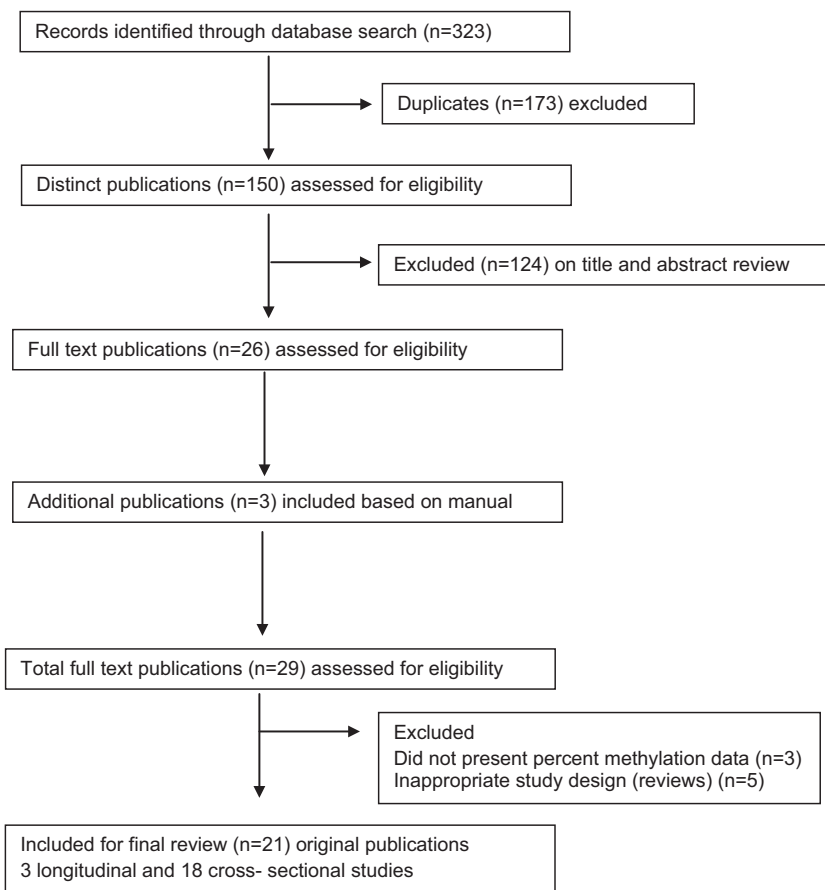 Records identified through database search (n=323)
Duplicates (n=173) excluded
Distinct publications (n=150) assessed for eligibility
Excluded (n=124) on title and abstract review
Full text publications (n=26) assessed for eligibility
Additional publications (n=3) included based on manual
Total full text publications (n=29) assessed for eligibility
Excluded
Did not present percent methylation data (n=3)
Inappropriate study design (reviews) (n=5)
Included for final review (n=21) original publications
3 longitudinal and 18 cross- sectional studies